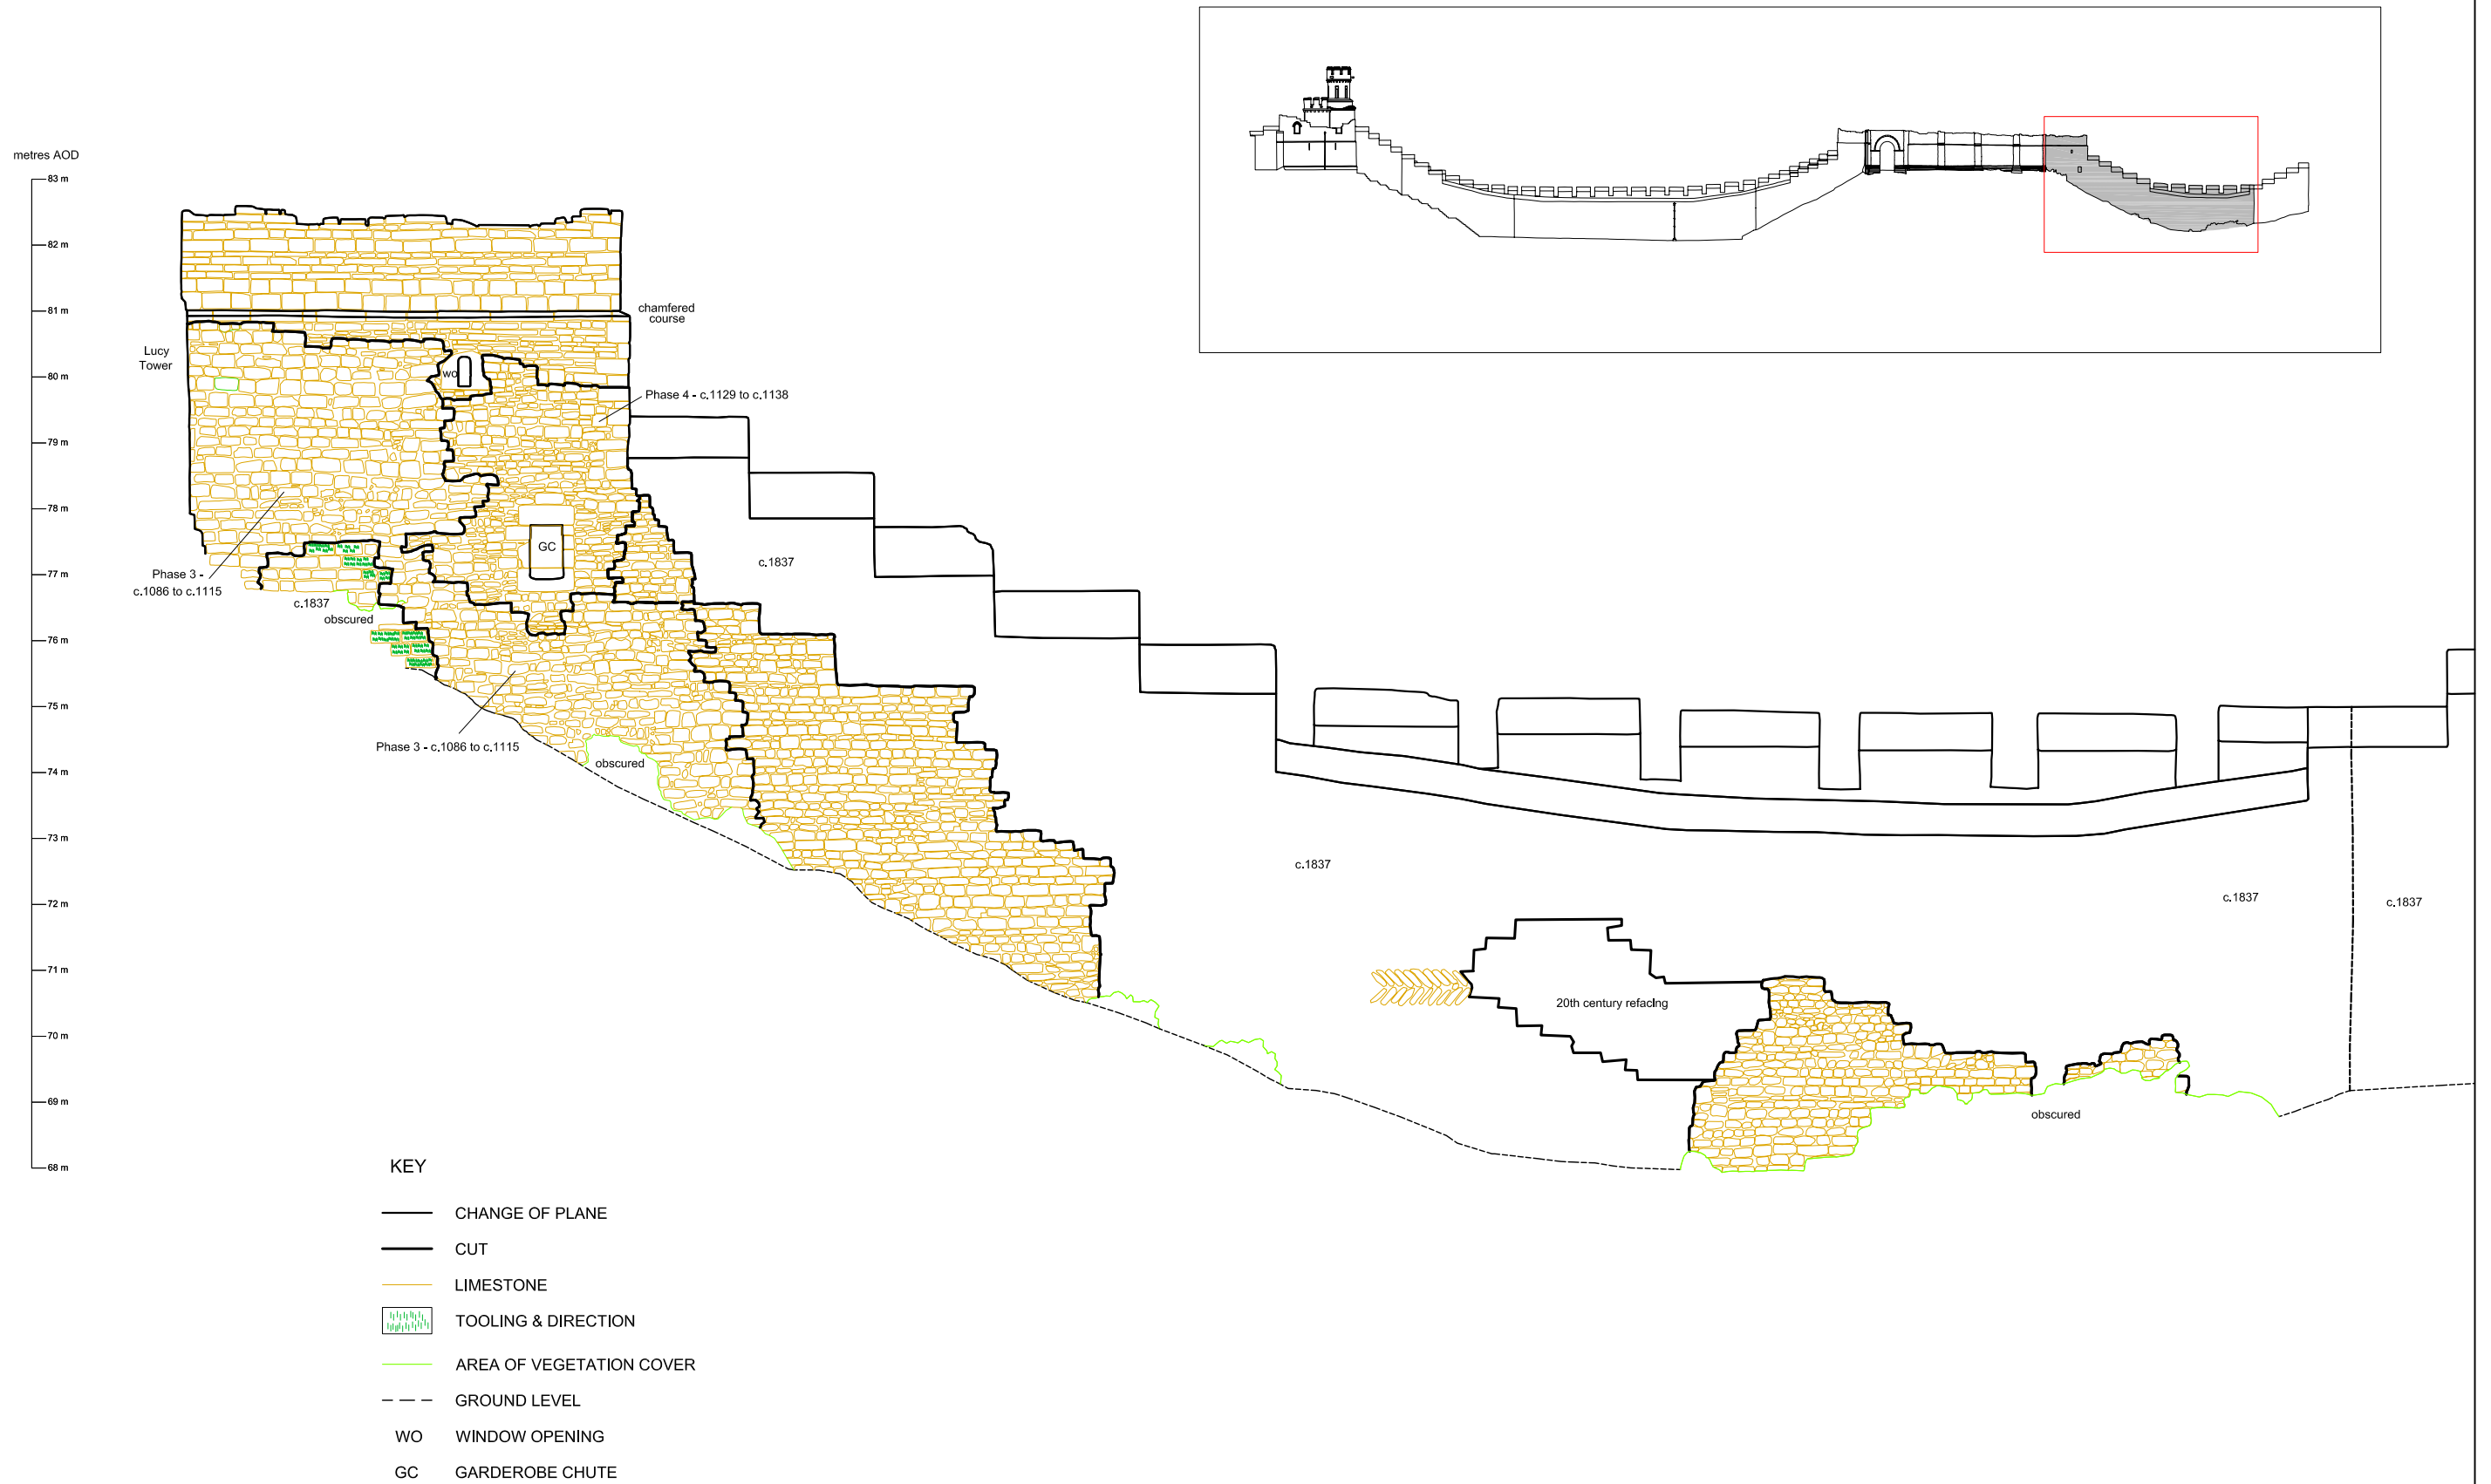 metres AOD
83 m
82 m
81 m
80 m
79 m
78 m
77 m
76 m
75 m
74 m
73 m
72 m
71 m
70 m
69 m
68 m
chamfered
course
Lucy
Tower
WO
Phase 4 - c.1129 to c.1138
GC
c.1837
Phase 3 -
c.1086 to c.1115
c.1837
obscured
Phase 3 - c.1086 to c.1115
obscured
c.1837
c.1837
c.1837
20th century refacing
obscured
KEY
CHANGE OF PLANE
CUT
LIMESTONE
TOOLING & DIRECTION
AREA OF VEGETATION COVER
GROUND LEVEL
WO WINDOW OPENING
GC GARDEROBE CHUTE